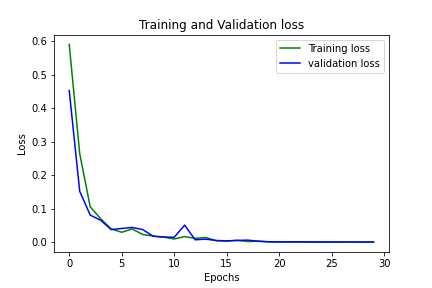 Training and Validation loss
Training loss
validation loss
0.6
0.5
0.4
0.3
0.2
0.1
0.0
Loss
0 5 10 15 20 25 30
Epochs